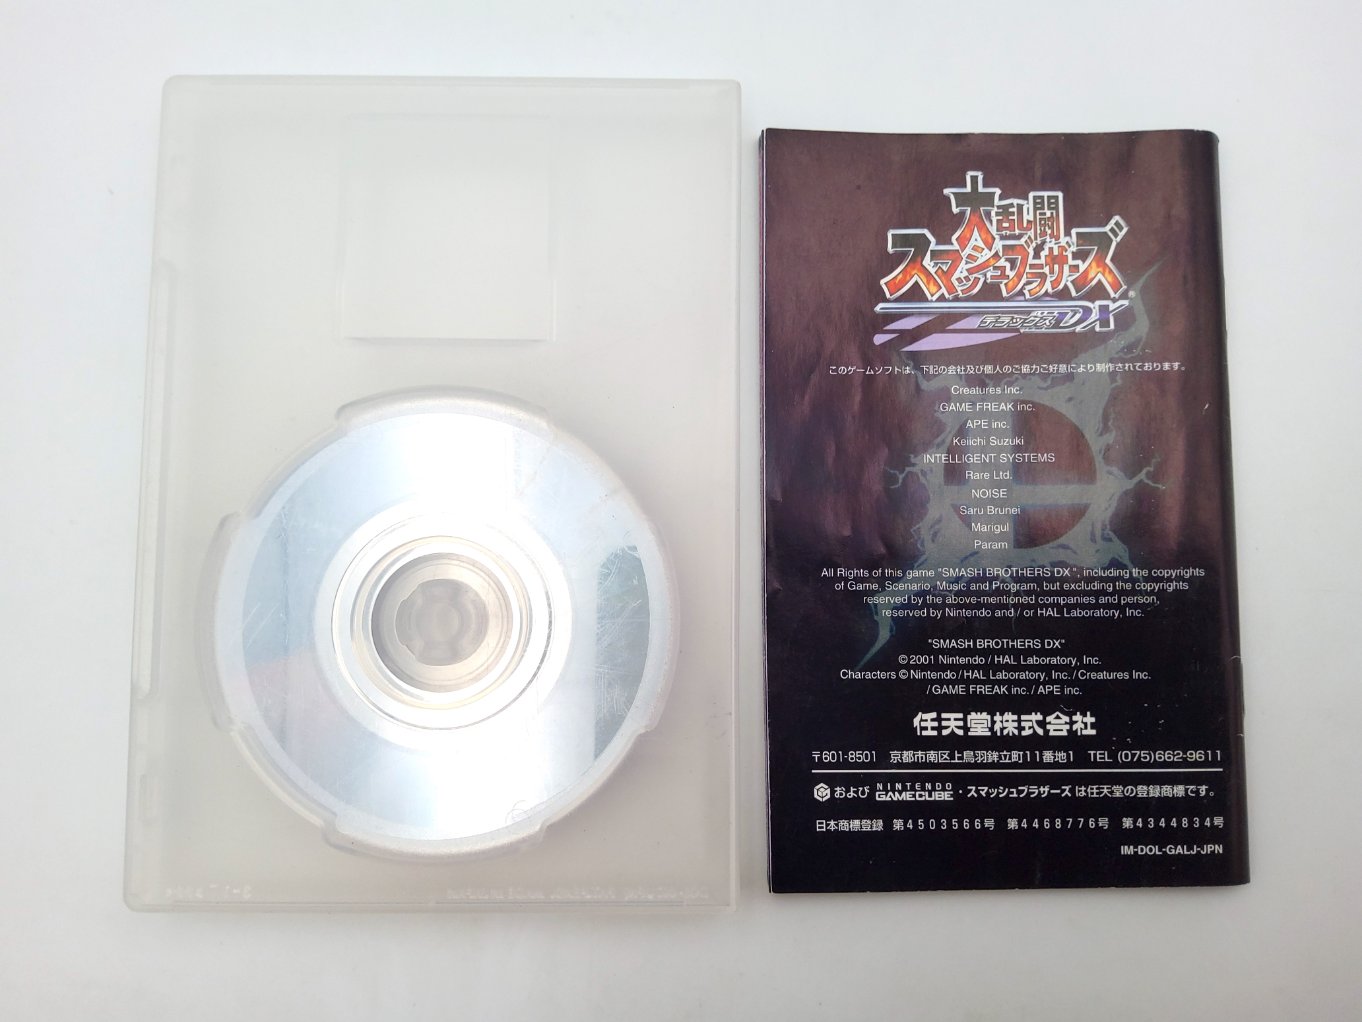 大乱闘
スマッシュブラザーズ
デラックス DX
このゲームソフトは、下記の会社及び個人のご協力ご好意により制作されております。
Creatures Inc.
GAME FREAK inc.
APE inc.
Keiichi Suzuki
INTELLIGENT SYSTEMS
Rare Ltd.
NOISE
Saru Brunei
Marigul
Param
All Rights of this game "SMASH BROTHERS DX", including the copyrights
of Game, Scenario, Music and Program, but excluding the copyrights
reserved by the above-mentioned companies and person,
reserved by Nintendo and / or HAL Laboratory, Inc.
"SMASH BROTHERS DX"
© 2001 Nintendo / HAL Laboratory, Inc.
Characters © Nintendo / HAL Laboratory, Inc. / Creatures Inc.
/ GAME FREAK inc. / APE inc.
任天堂株式会社
〒601-8501 京都市南区上鳥羽鉾立町11番地1 TEL (075)662-9611
および NINTENDO GAMECUBE・スマッシュブラザーズ は任天堂の登録商標です。
日本商標登録 第4503566号 第4468776号 第4344834号
IM-DOL-GALJ-JPN